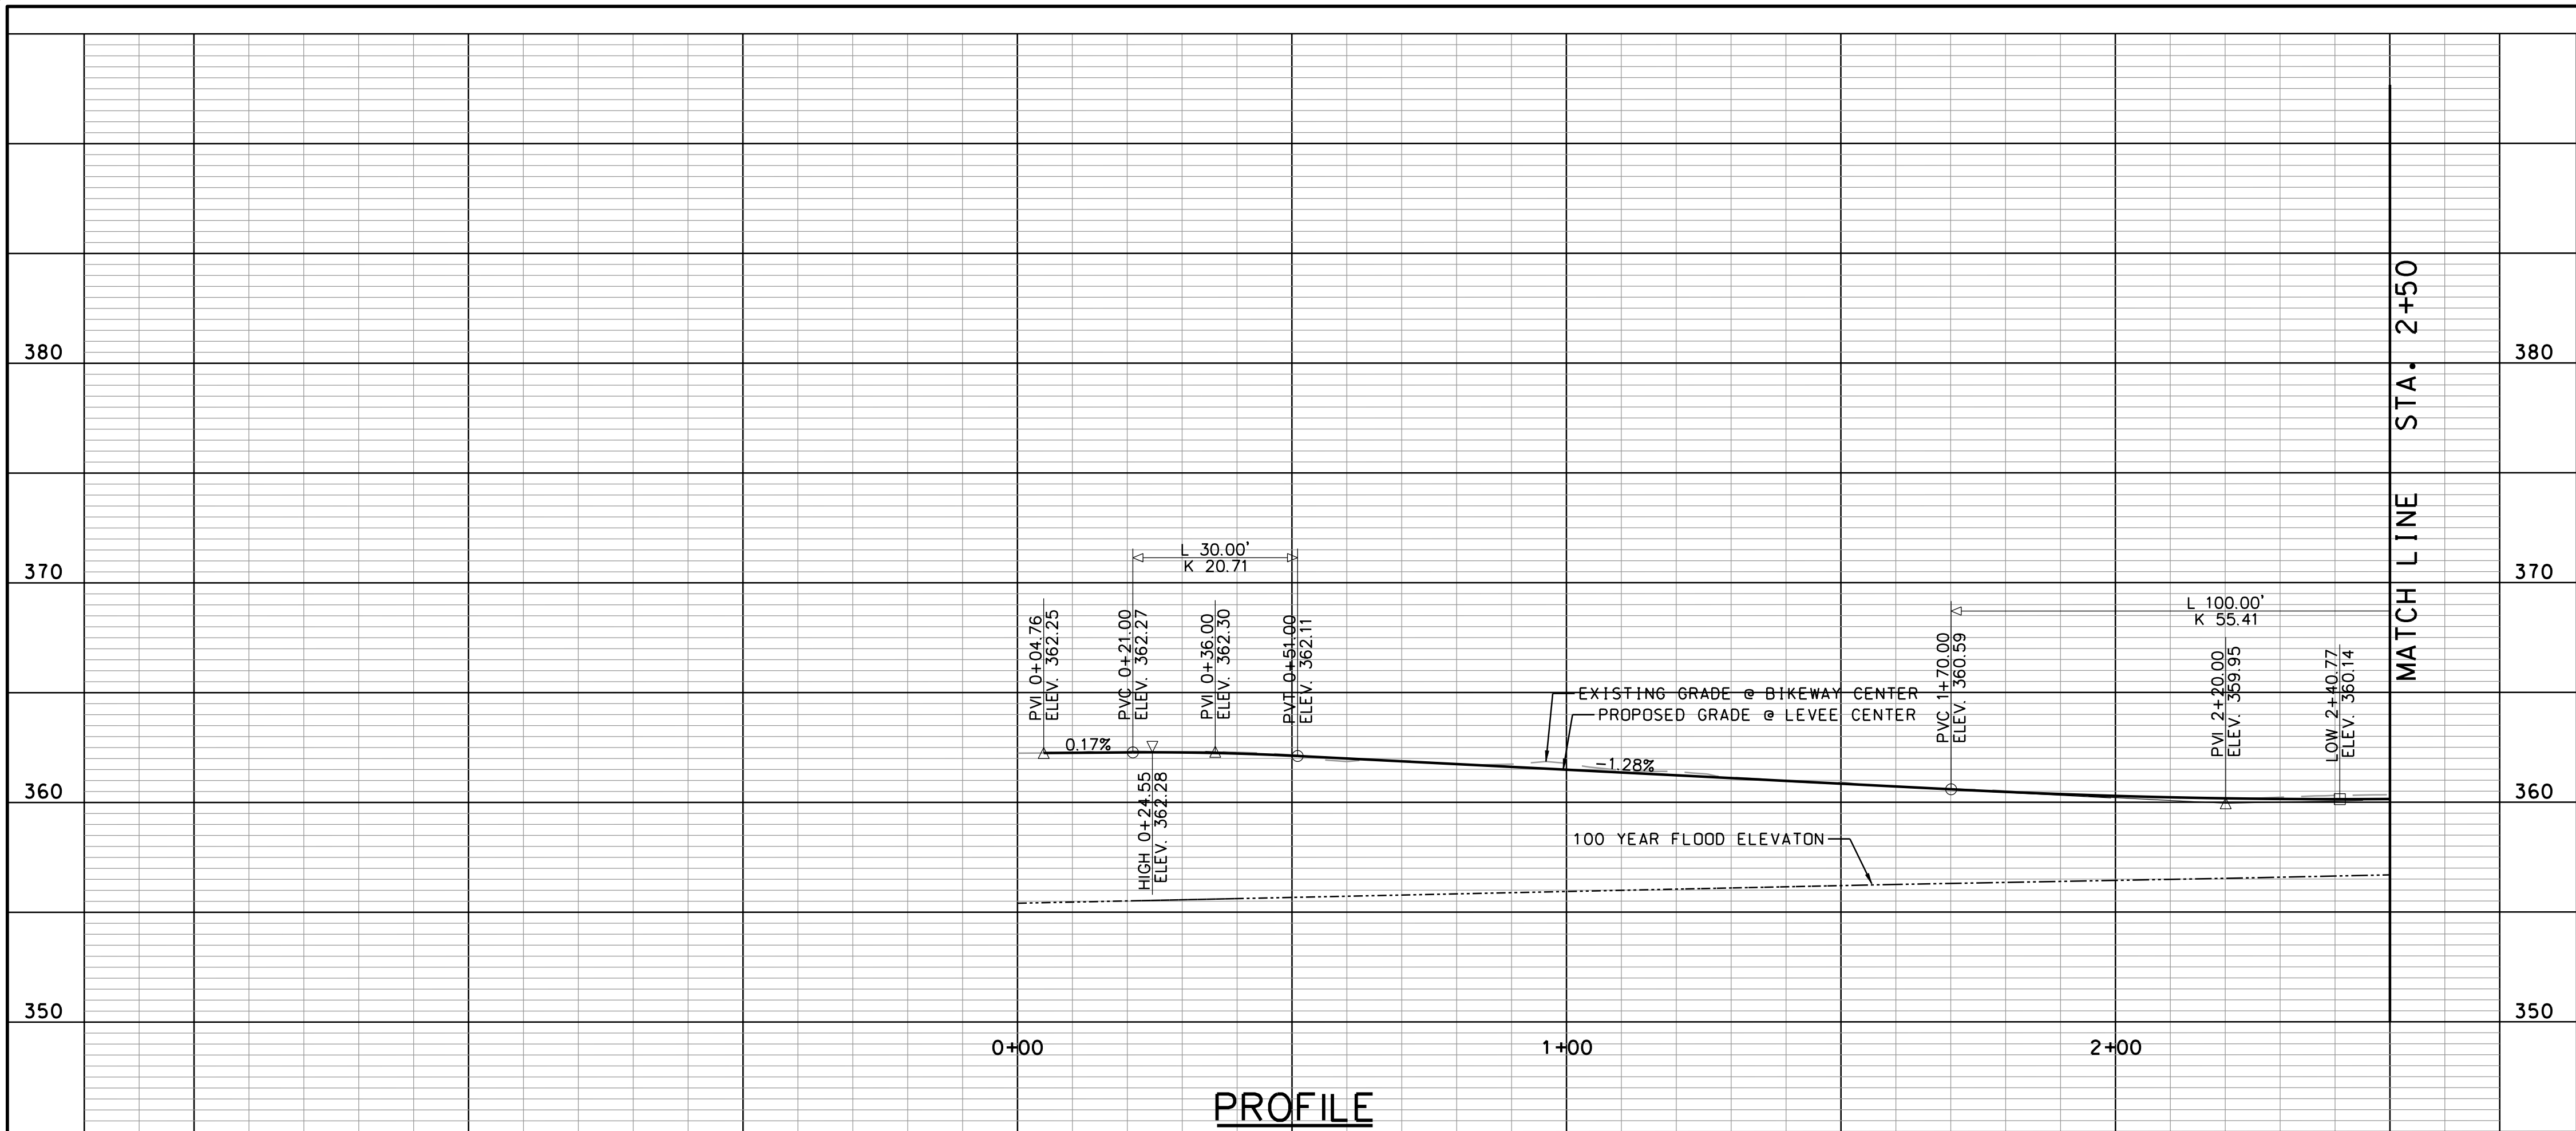 MATCH LINE STA. 2+50
380
380
370
370
L 30.00'
K 20.71
L 100.00'
K 55.41
PVI 0+04.76
ELEV. 362.25
PVC 0+21.00
ELEV. 362.27
PVI 0+36.00
ELEV. 362.30
PVT 0+51.00
ELEV. 362.11
PVC 1+70.00
ELEV. 360.59
PVI 2+20.00
ELEV. 359.95
LOW 2+40.77
ELEV. 360.14
EXISTING GRADE @ BIKEWAY CENTER
PROPOSED GRADE @ LEVEE CENTER
0.17%
-1.28%
HIGH 0+24.55
ELEV. 362.28
360
360
100 YEAR FLOOD ELEVATON
350
350
0+00
1+00
2+00
PROFILE